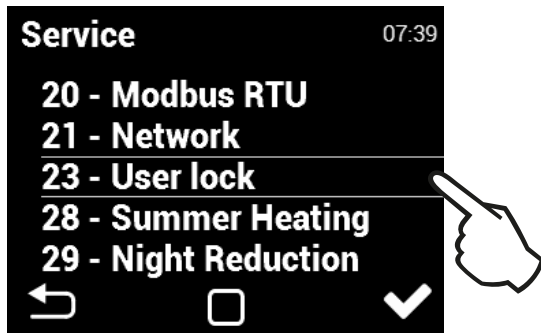 Service 07:39
20 - Modbus RTU
21 - Network
23 - User lock
28 - Summer Heating
29 - Night Reduction